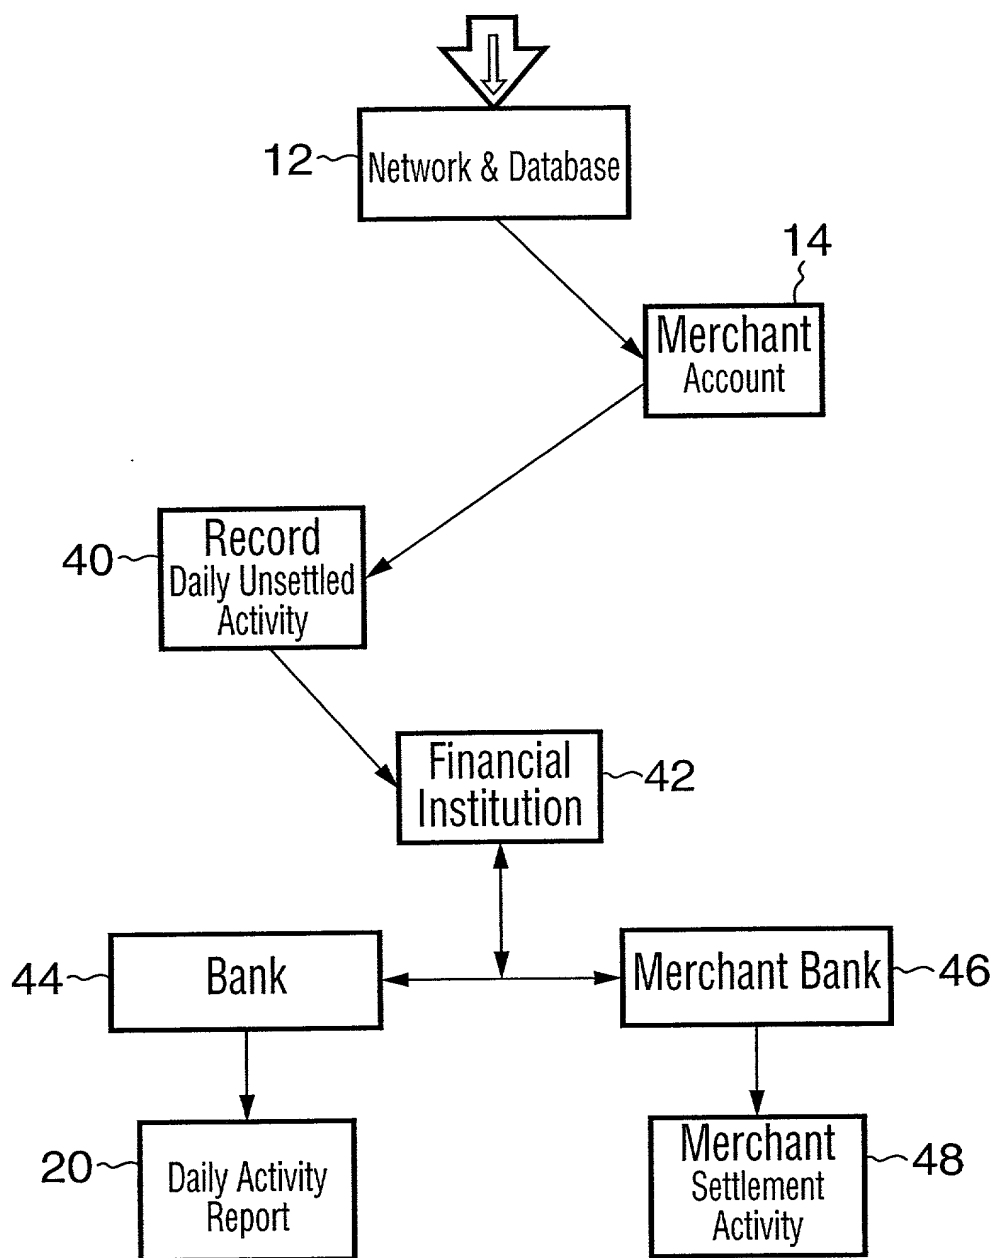 12
Network & Database
14
Merchant
Account
40
Record
Daily Unsettled
Activity
Financial
Institution
42
44
Bank
Merchant Bank
46
20
Daily Activity
Report
Merchant
Settlement
Activity
48